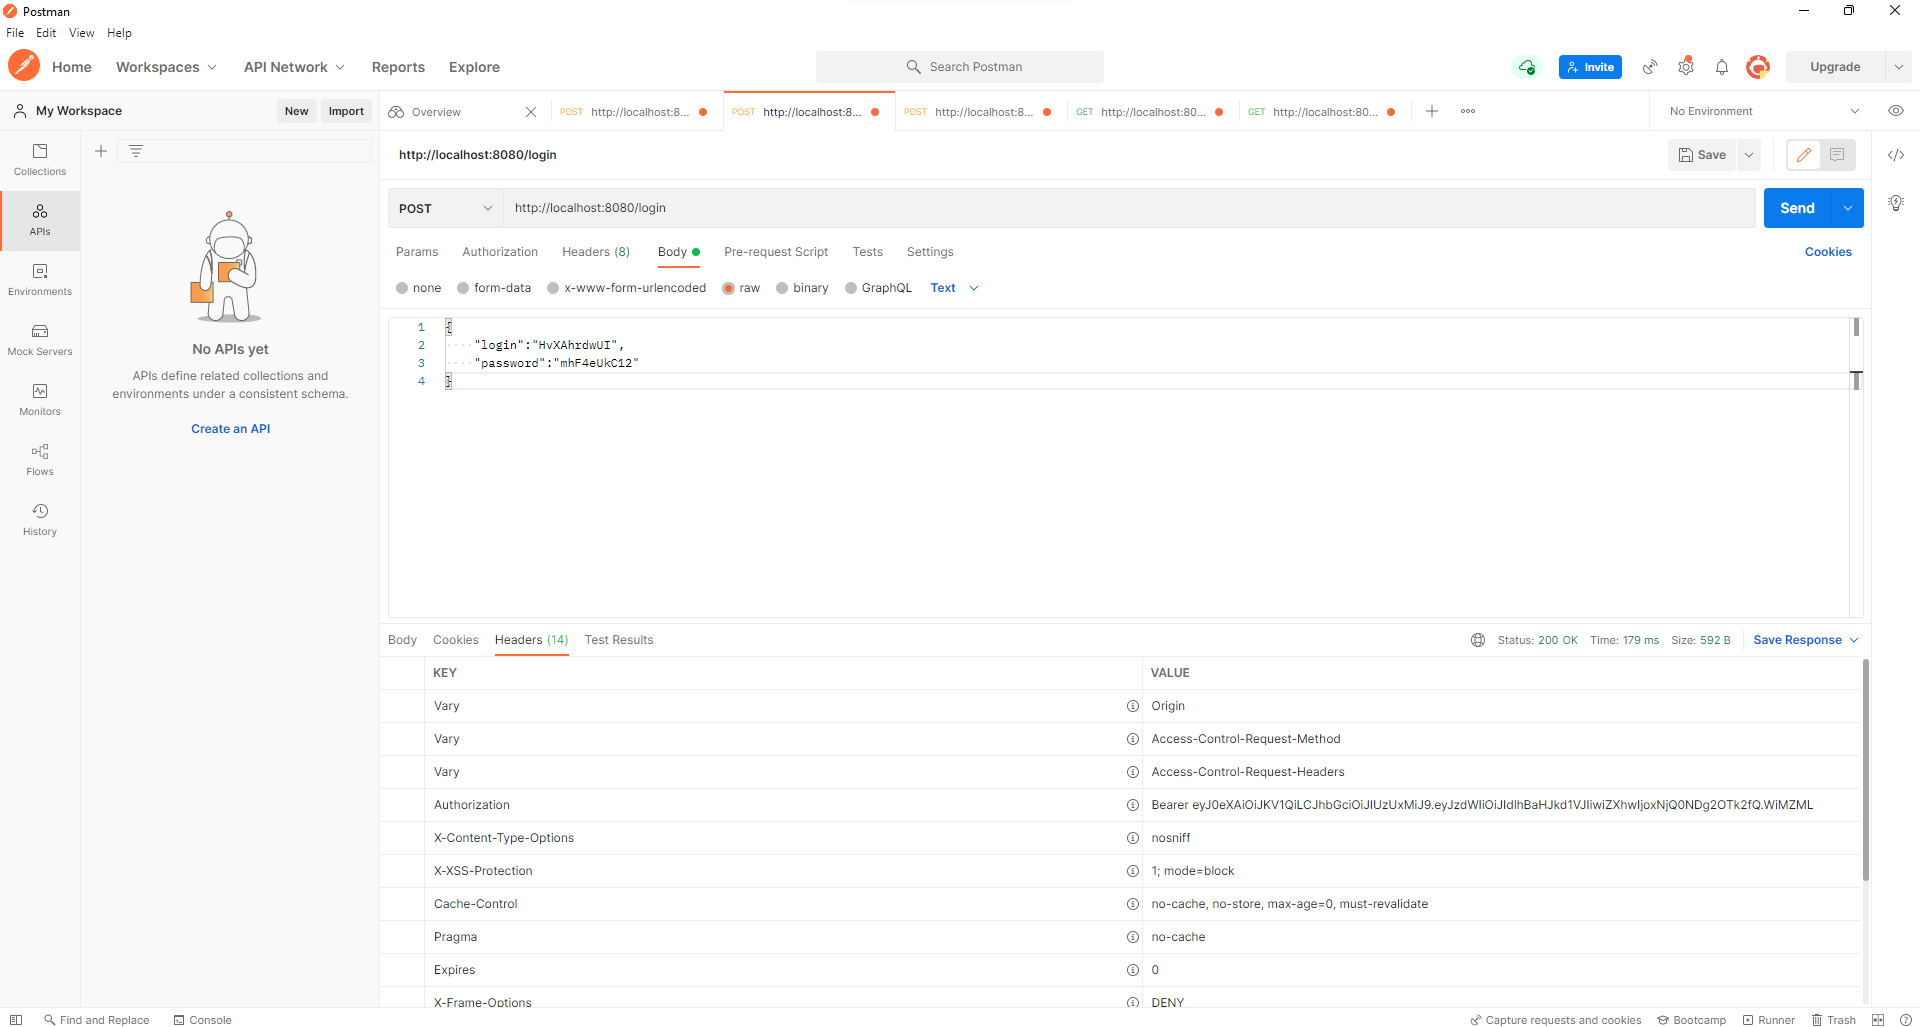 Postman
File Edit View Help
Home Workspaces API Network Reports Explore Search Postman Invite Upgrade
My Workspace New Import Overview POST http://localhost:8... POST http://localhost:8... POST http://localhost:8... GET http://localhost:80... GET http://localhost:80... No Environment
Collections
APIs
Environments
Mock Servers
Monitors
Flows
History
No APIs yet
APIs define related collections and
environments under a consistent schema.
Create an API
http://localhost:8080/login Save
POST http://localhost:8080/login Send
Params Authorization Headers (8) Body Pre-request Script Tests Settings Cookies
none form-data x-www-form-urlencoded raw binary GraphQL Text
1 {
2 "login":"HvXAhrdwUI",
3 "password":"mhF4eUkC12"
4 }
Body Cookies Headers (14) Test Results Status: 200 OK Time: 179 ms Size: 592 B Save Response
KEY VALUE
Vary Origin
Vary Access-Control-Request-Method
Vary Access-Control-Request-Headers
Authorization Bearer
X-Content-Type-Options nosniff
X-XSS-Protection 1; mode=block
Cache-Control no-cache, no-store, max-age=0, must-revalidate
Pragma no-cache
Expires 0
X-Frame-Options DENY
Find and Replace Console Capture requests and cookies Bootcamp Runner Trash